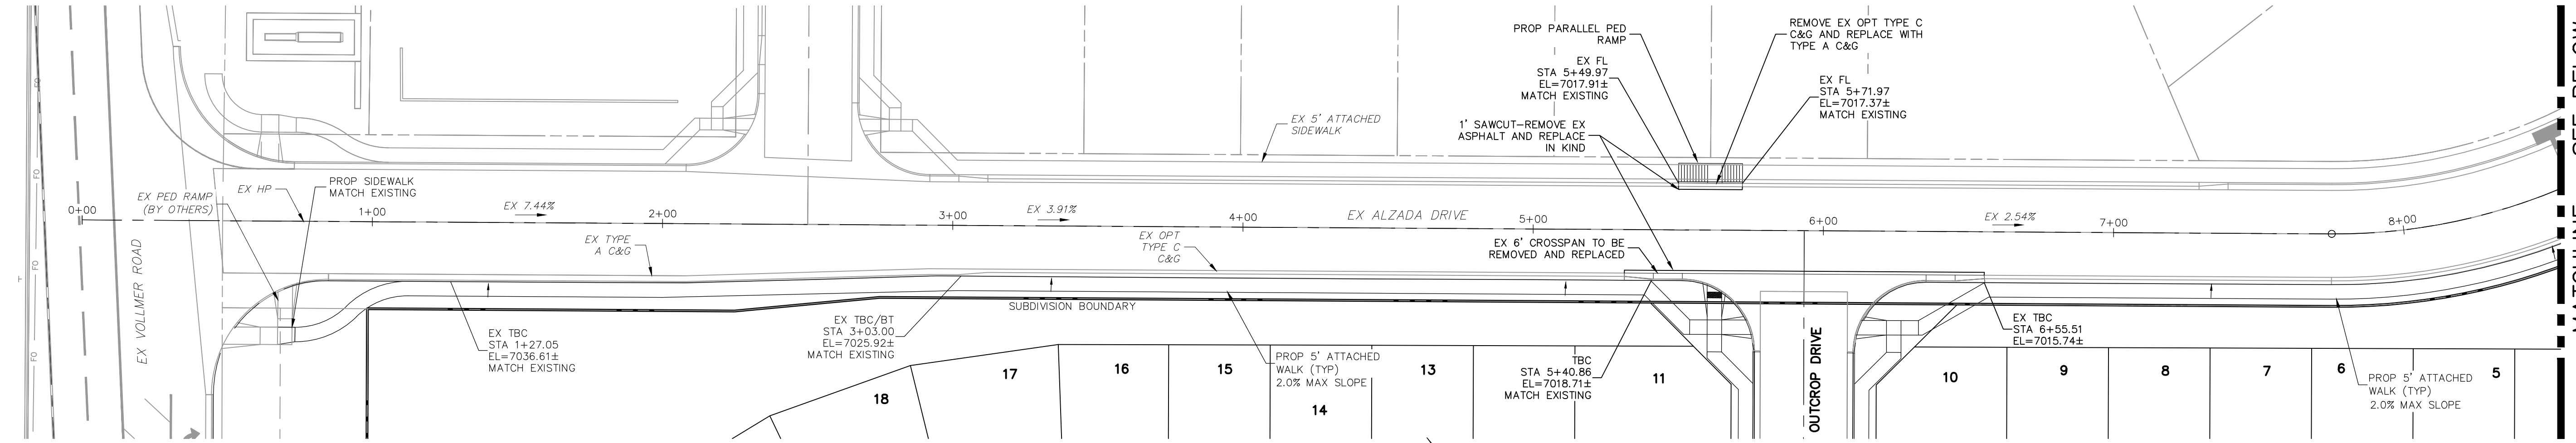 FO
FO
FO
FO
T
EX VOLLMER ROAD
EX PED RAMP
(BY OTHERS)
EX HP
PROP SIDEWALK
MATCH EXISTING
0+00
1+00
2+00
3+00
4+00
5+00
6+00
7+00
8+00
EX 7.44%
EX 3.91%
EX ALZADA DRIVE
EX 2.54%
EX TYPE
A C&G
EX OPT
TYPE C
C&G
EX 5' ATTACHED
SIDEWALK
PROP PARALLEL PED
RAMP
EX FL
STA 5+49.97
EL=7017.91±
MATCH EXISTING
1' SAWCUT-REMOVE EX
ASPHALT AND REPLACE
IN KIND
REMOVE EX OPT TYPE C
C&G AND REPLACE WITH
TYPE A C&G
EX FL
STA 5+71.97
EL=7017.37±
MATCH EXISTING
EX 6' CROSSPAN TO BE
REMOVED AND REPLACED
SUBDIVISION BOUNDARY
EX TBC
STA 1+27.05
EL=7036.61±
MATCH EXISTING
EX TBC/BT
STA 3+03.00
EL=7025.92±
MATCH EXISTING
PROP 5' ATTACHED
WALK (TYP)
2.0% MAX SLOPE
TBC
STA 5+40.86
EL=7018.71±
MATCH EXISTING
OUTCROP DRIVE
EX TBC
STA 6+55.51
EL=7015.74±
PROP 5' ATTACHED
WALK (TYP)
2.0% MAX SLOPE
18
17
16
15
14
13
11
10
9
8
7
6
5
MATCHLINE - SEE BELOW